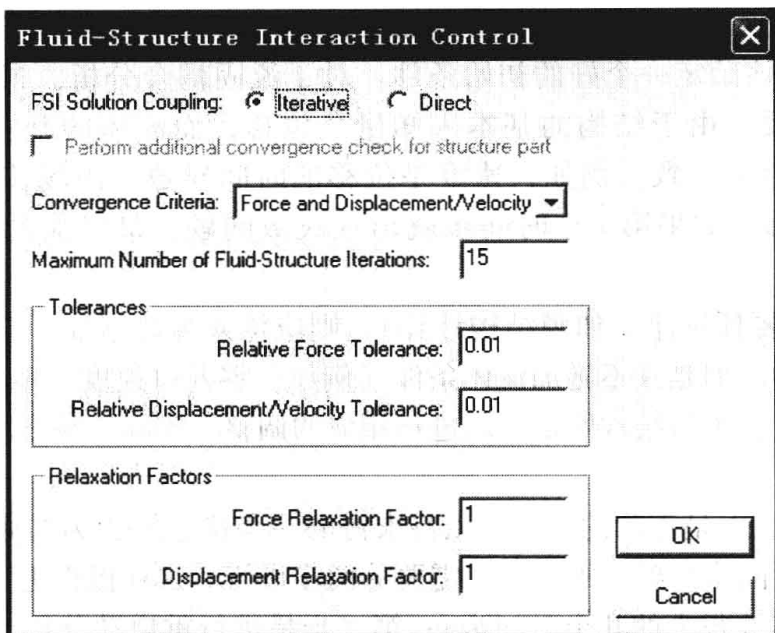 Fluid-Structure Interaction Control
FSI Solution Coupling: Iterative Direct
Perform additional convergence check for structure part
Convergence Criteria: Force and Displacement/Velocity
Maximum Number of Fluid-Structure Iterations: 15
Tolerances
Relative Force Tolerance: 0.01
Relative Displacement/Velocity Tolerance: 0.01
Relaxation Factors
Force Relaxation Factor: 1
Displacement Relaxation Factor: 1
OK
Cancel